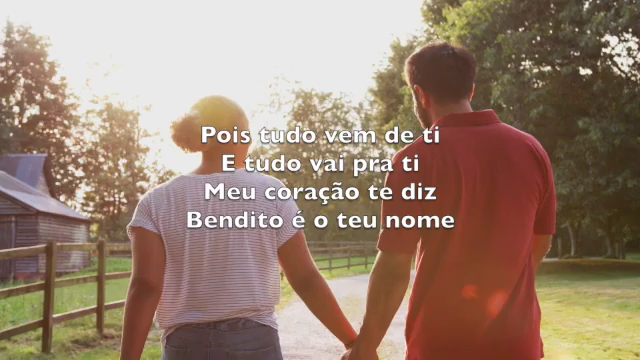 Pois tudo vem de ti
E tudo vai pra ti
Meu coração te diz
Bendito é o teu nome